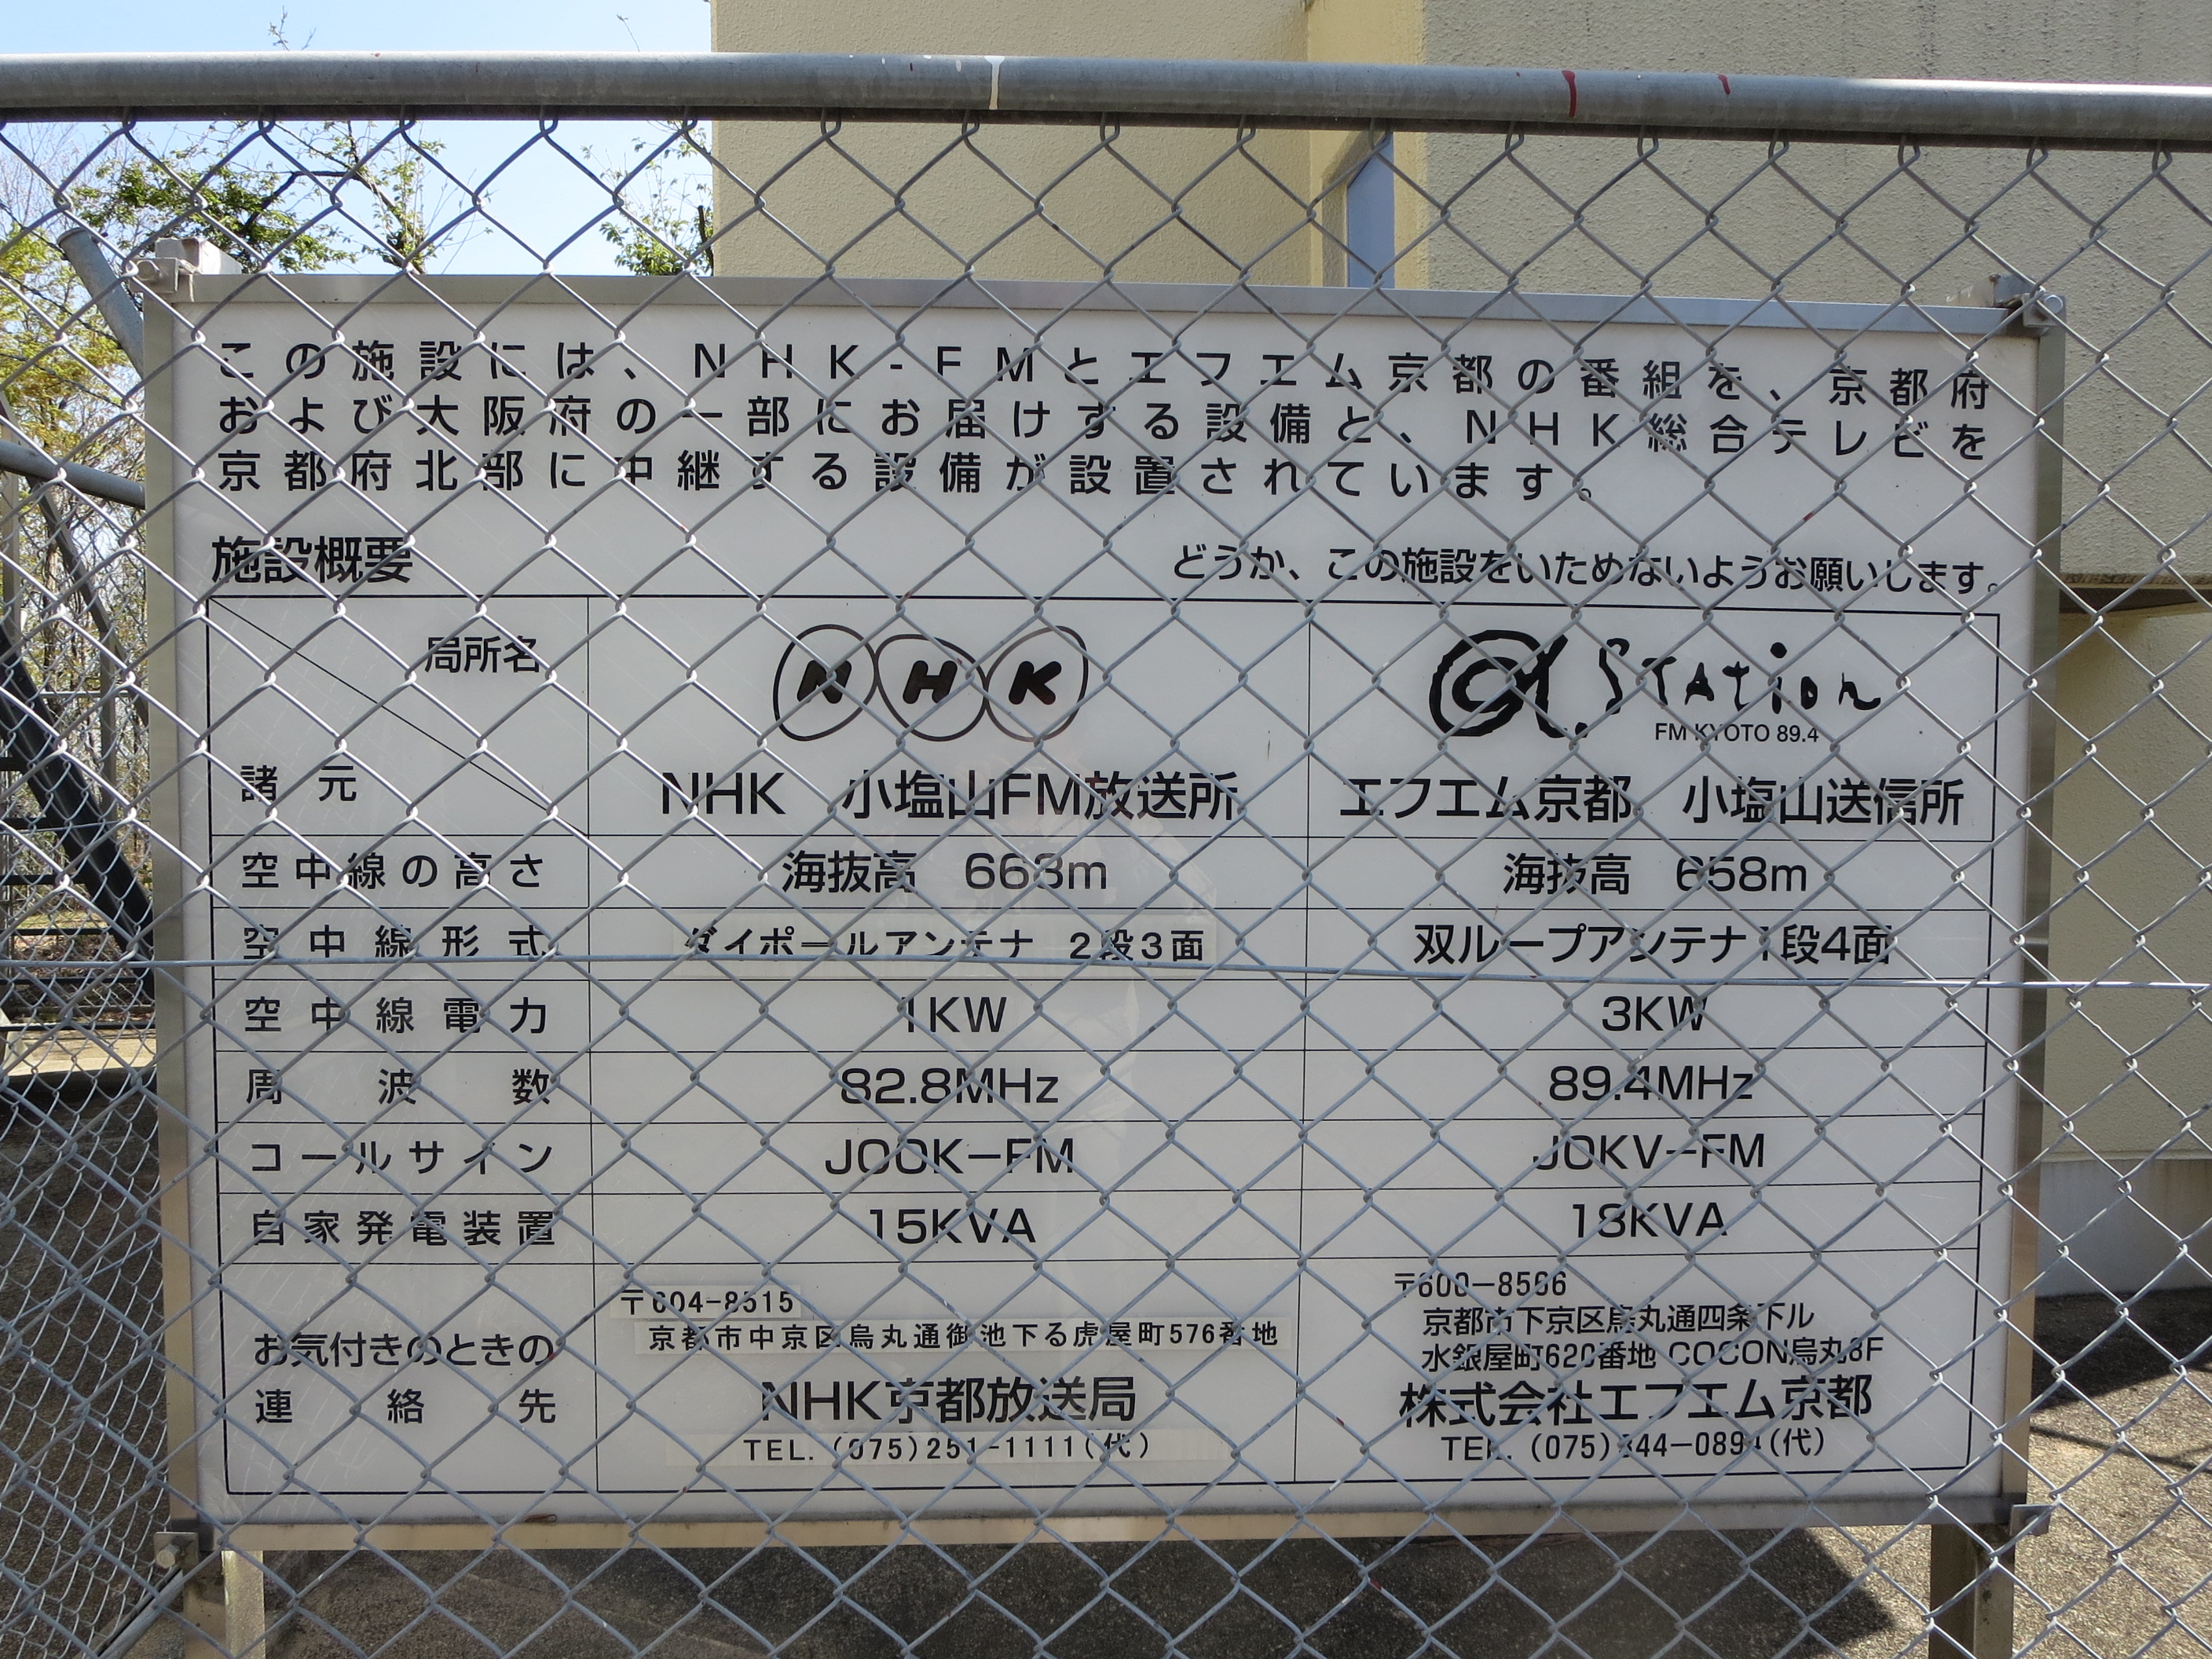 この施設には、NHK-FMとエフエム京都の番組を、京都府
および大阪府の一部にお届けする設備と、NHK総合テレビを
京都府北部に中継する設備が設置されています。
施設概要
どうか、この施設をいためないようお願いします。
局所名
諸元
NHK
α.STATION
FM KYOTO 89.4
NHK 小塩山FM放送所
エフエム京都 小塩山送信所
空中線の高さ
海抜高 663m
海抜高 658m
空中線形式
ダイポールアンテナ 2段3面
双ループアンテナ1段4面
空中線電力
1KW
3KW
周波数
82.8MHz
89.4MHz
コールサイン
JOOK-FM
JOKV-FM
自家発電装置
15KVA
18KVA
お気付きのときの
連絡先
〒604-8515
京都市中京区烏丸通御池下る虎屋町576番地
NHK京都放送局
TEL. (075)251-1111(代)
〒600-8566
京都市下京区烏丸通四条下ル
水銀屋町620番地 COCON烏丸8F
株式会社エフエム京都
TEL. (075)344-0894(代)